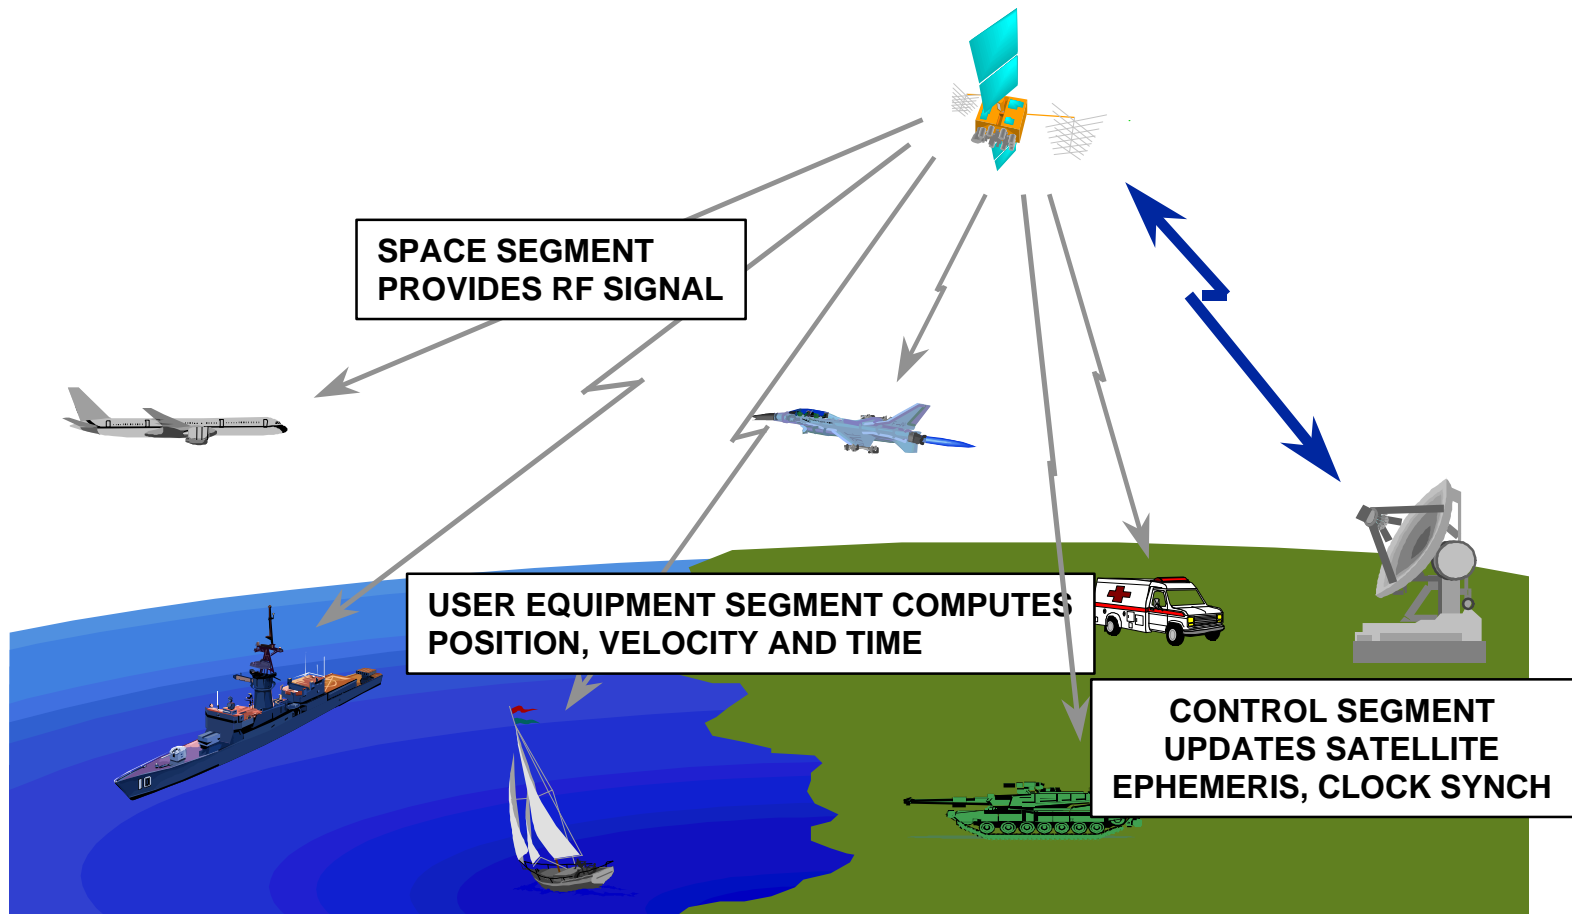 SPACE SEGMENT
PROVIDES RF SIGNAL
USER EQUIPMENT SEGMENT COMPUTES
POSITION, VELOCITY AND TIME
CONTROL SEGMENT
UPDATES SATELLITE
EPHEMERIS, CLOCK SYNCH
10